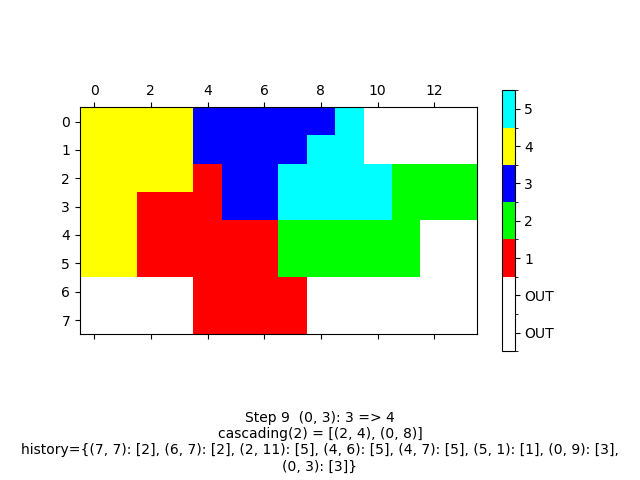 0 2 4 6 8 10 12
0
1
2
3
4
5
6
7
5
4
3
2
1
OUT
OUT
Step 9  (0, 3): 3 => 4
cascading(2) = [(2, 4), (0, 8)]
history={(7, 7): [2], (6, 7): [2], (2, 11): [5], (4, 6): [5], (4, 7): [5], (5, 1): [1], (0, 9): [3],
(0, 3): [3]}